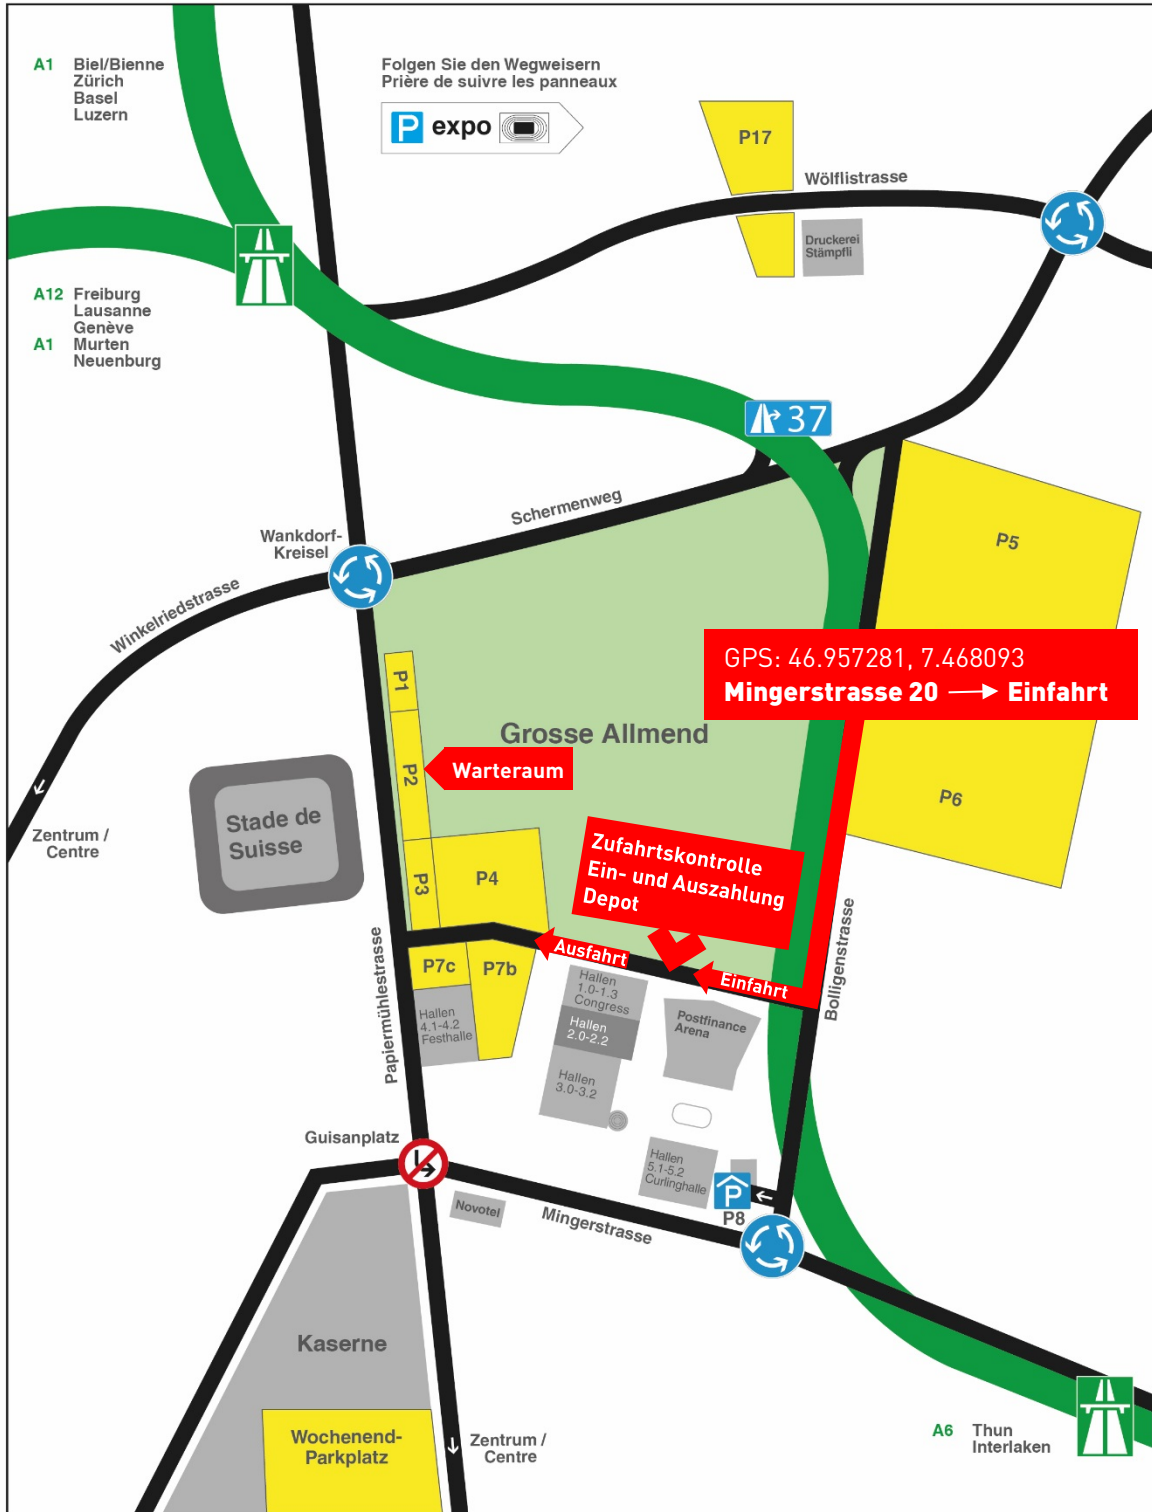 A1 Biel/Bienne
Zürich
Basel
Luzern
Folgen Sie den Wegweisern
Prière de suivre les panneaux
P expo
P17
Wölflistrasse
Druckerei
Stämpfli
A12 Freiburg
Lausanne
Genève
A1 Murten
Neuenburg
37
Schermenweg
Wankdorf-
Kreisel
Winkelriedstrasse
P5
GPS: 46.957281, 7.468093
Mingerstrasse 20 → Einfahrt
P1
Grosse Allmend
P2
Warteraum
P6
Stade de
Suisse
Zentrum /
Centre
Zufahrtskontrolle
Ein- und Auszahlung
Depot
P3
P4
Bolligenstrasse
Papiermühlestrasse
Ausfahrt
Einfahrt
P7c
P7b
Hallen
1.0-1.3
Congress
Hallen
2.0-2.2
Hallen
3.0-3.2
Hallen
4.1-4.2
Festhalle
Postfinance
Arena
Guisanplatz
Hallen
5.1-5.2
Curlinghalle
P
P8
Novotel
Mingerstrasse
Kaserne
Wochenend-
Parkplatz
Zentrum /
Centre
A6 Thun
Interlaken